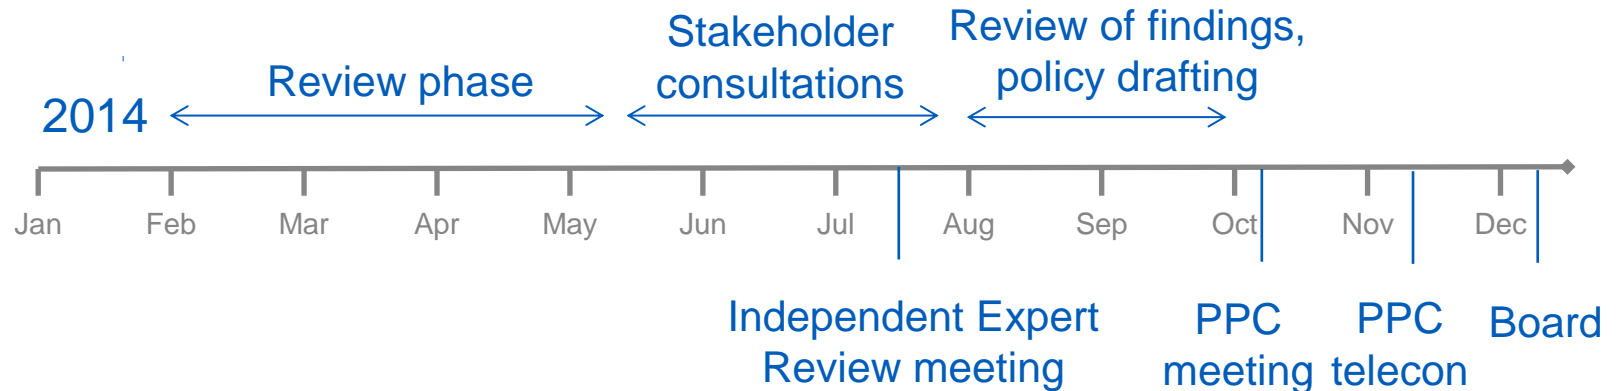 2014
Review phase
Stakeholder
consultations
Review of findings,
policy drafting
Jan Feb Mar Apr May Jun Jul Aug Sep Oct Nov Dec
Independent Expert
Review meeting
PPC
meeting
PPC
telecon
Board